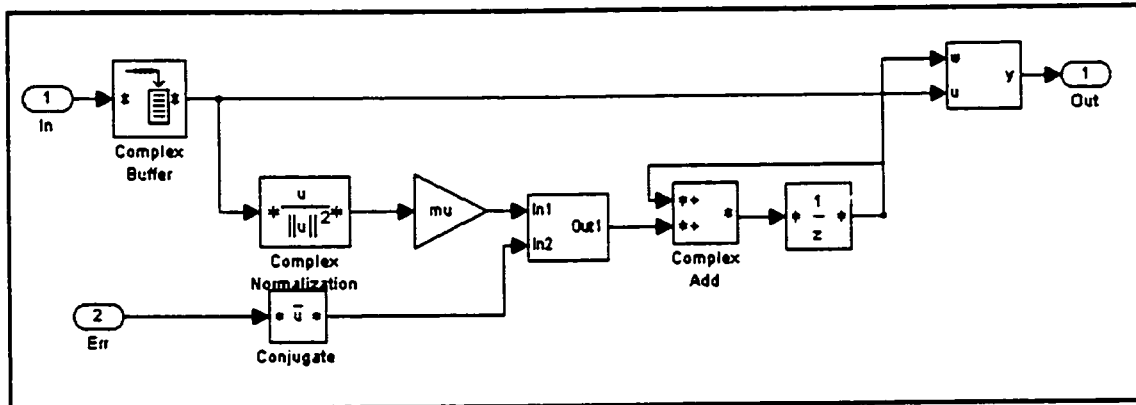 1
In
Complex
Buffer
u
‖u‖²
Complex
Normalization
mu
In1
In2
Out1
*+
*+
*
Complex
Add
* 1/z *
w
u
y
1
Out
2
Err
* ū *
Conjugate